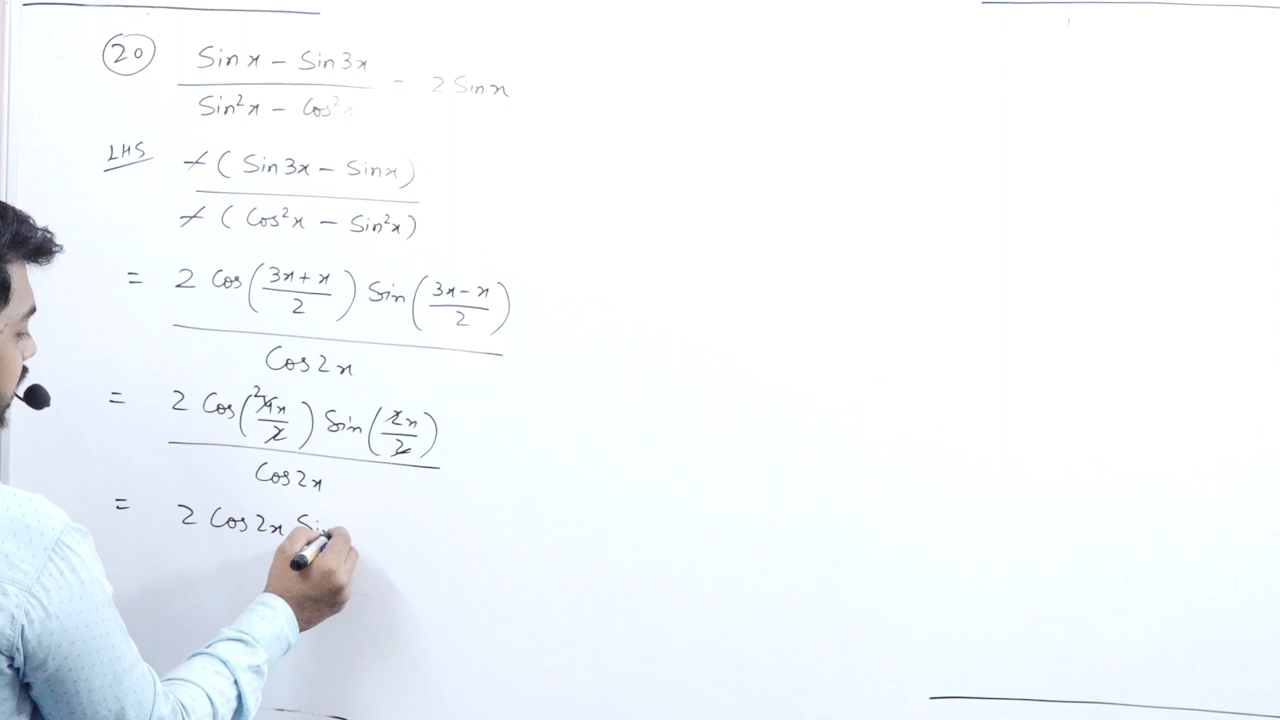 20 Sin x - Sin 3x / Sin²x - Cos²x = 2 Sin x
LHS -( Sin 3x - Sin x) / -( Cos²x - Sin²x)
= 2 Cos( 3x + x / 2 ) Sin( 3x - x / 2 ) / Cos 2x
= 2 Cos( 2 4x / 2 ) Sin( 2x / 2 ) / Cos 2x
= 2 Cos 2x